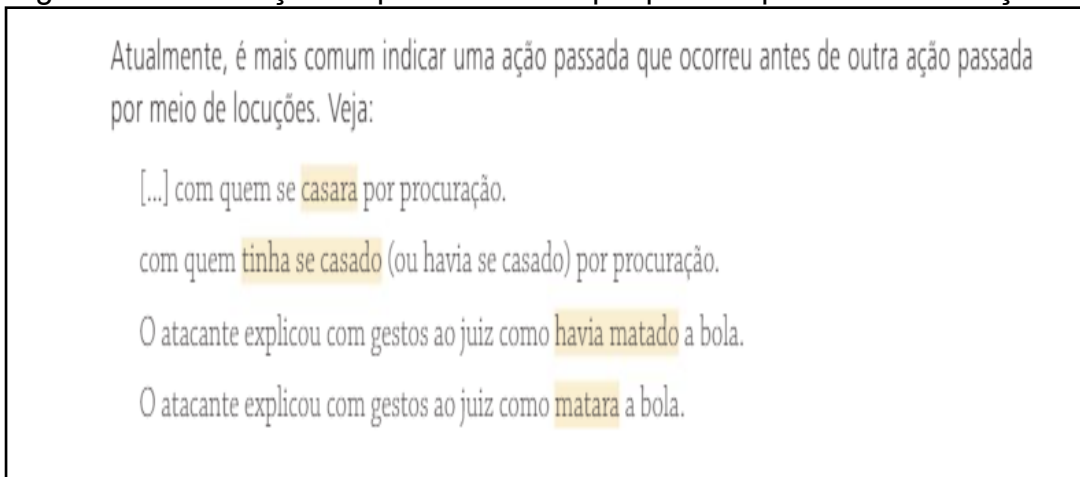 Atualmente, é mais comum indicar uma ação passada que ocorreu antes de outra ação passada
por meio de locuções. Veja:
[...] com quem se casara por procuração.
com quem tinha se casado (ou havia se casado) por procuração.
O atacante explicou com gestos ao juiz como havia matado a bola.
O atacante explicou com gestos ao juiz como matara a bola.